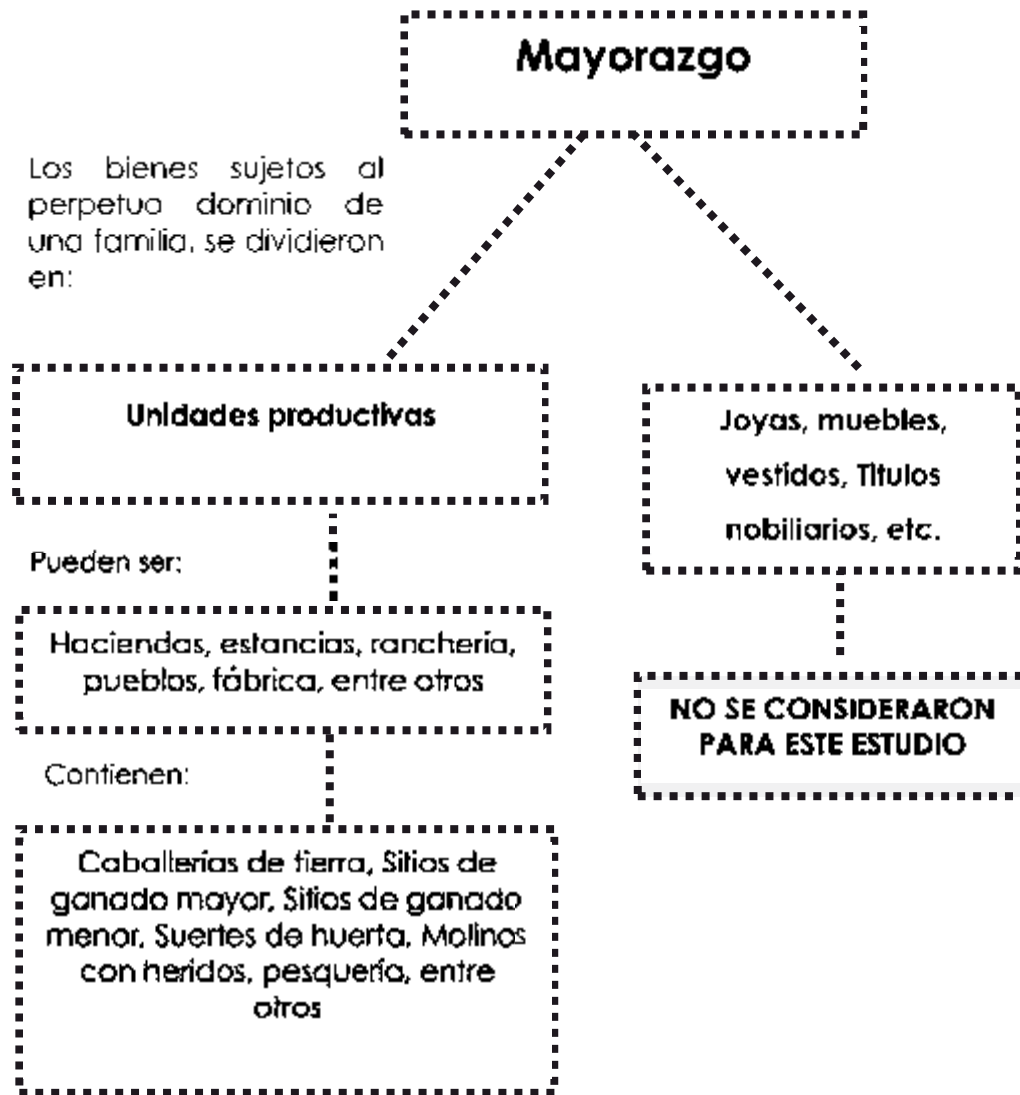 Mayorazgo
Los bienes sujetos al
perpetuo dominio de
una familia, se dividieron
en:
Unidades productivas
Joyas, muebles,
vestidos, Títulos
nobiliarios, etc.
Pueden ser:
Haciendas, estancias, ranchería,
pueblos, fábrica, entre otros
NO SE CONSIDERARON
PARA ESTE ESTUDIO
Contienen:
Caballerías de tierra, Sitios de
ganado mayor, Sitios de ganado
menor, Suertes de huerta, Molinos
con heridos, pesquería, entre
otros